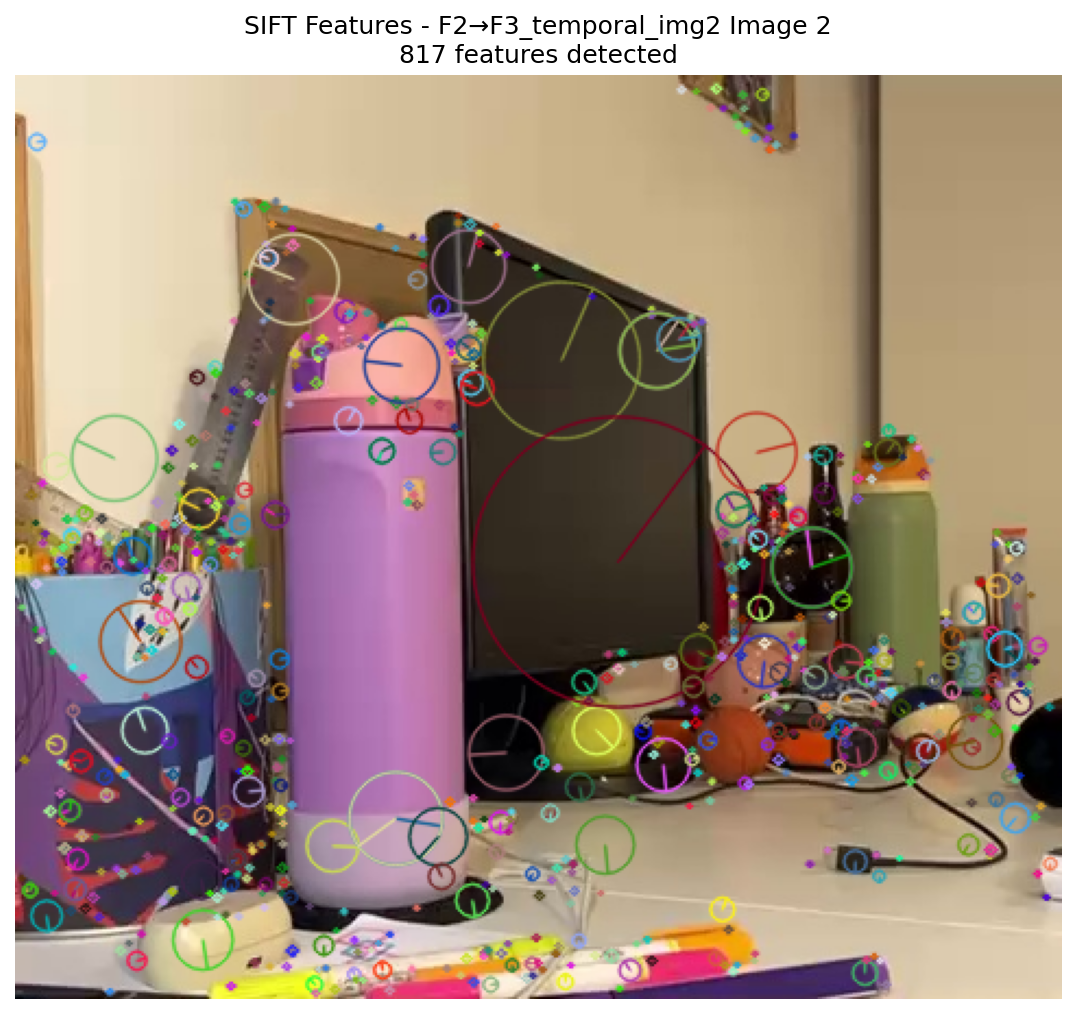 SIFT Features - F2→F3_temporal_img2 Image 2
817 features detected